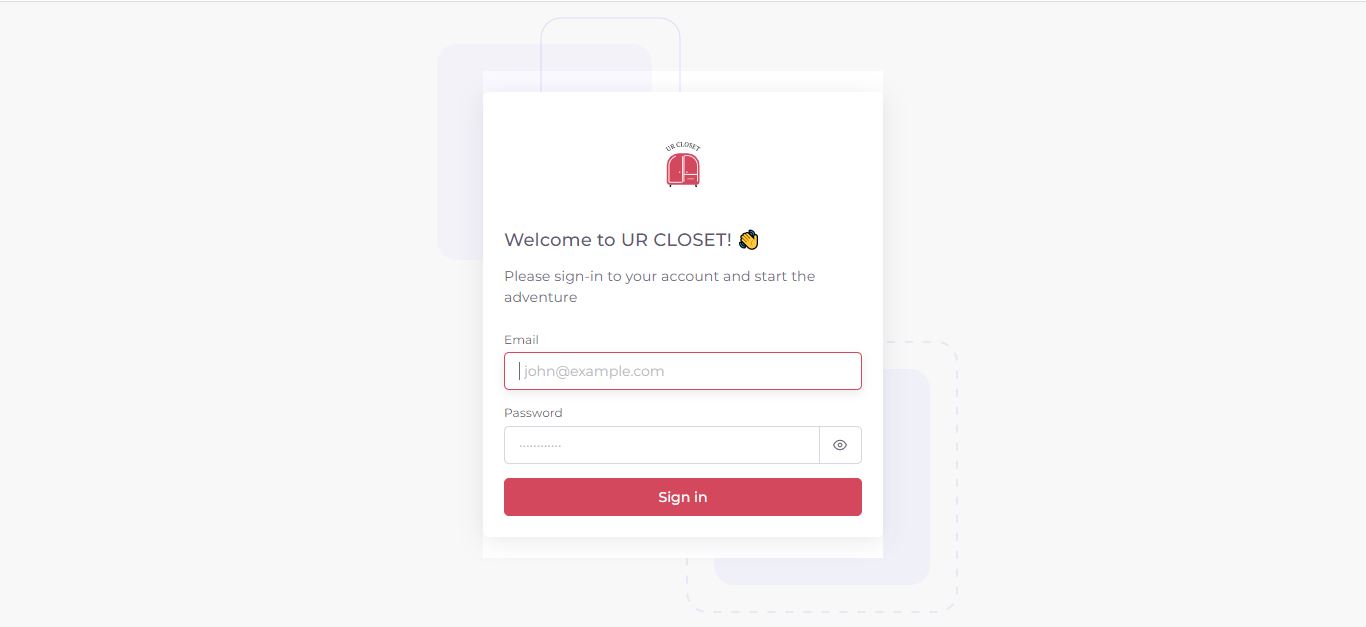 UR CLOSET
Welcome to UR CLOSET! 👋
Please sign-in to your account and start the
adventure
Email
john@example.com
Password
············
Sign in